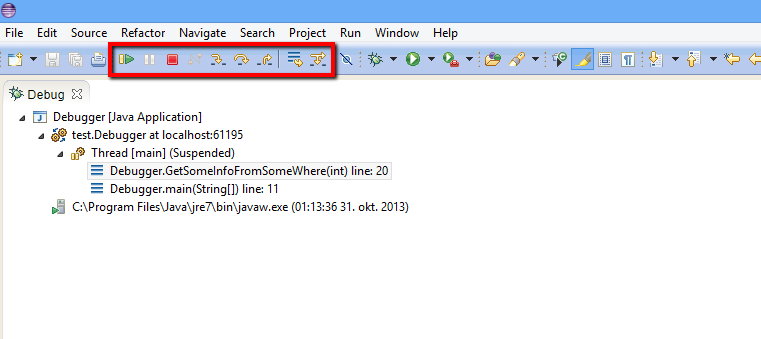 File Edit Source Refactor Navigate Search Project Run Window Help
Debug
Debugger [Java Application]
test.Debugger at localhost:61195
Thread [main] (Suspended)
Debugger.GetSomeInfoFromSomeWhere(int) line: 20
Debugger.main(String[]) line: 11
C:\Program Files\Java\jre7\bin\javaw.exe (01:13:36 31. okt. 2013)